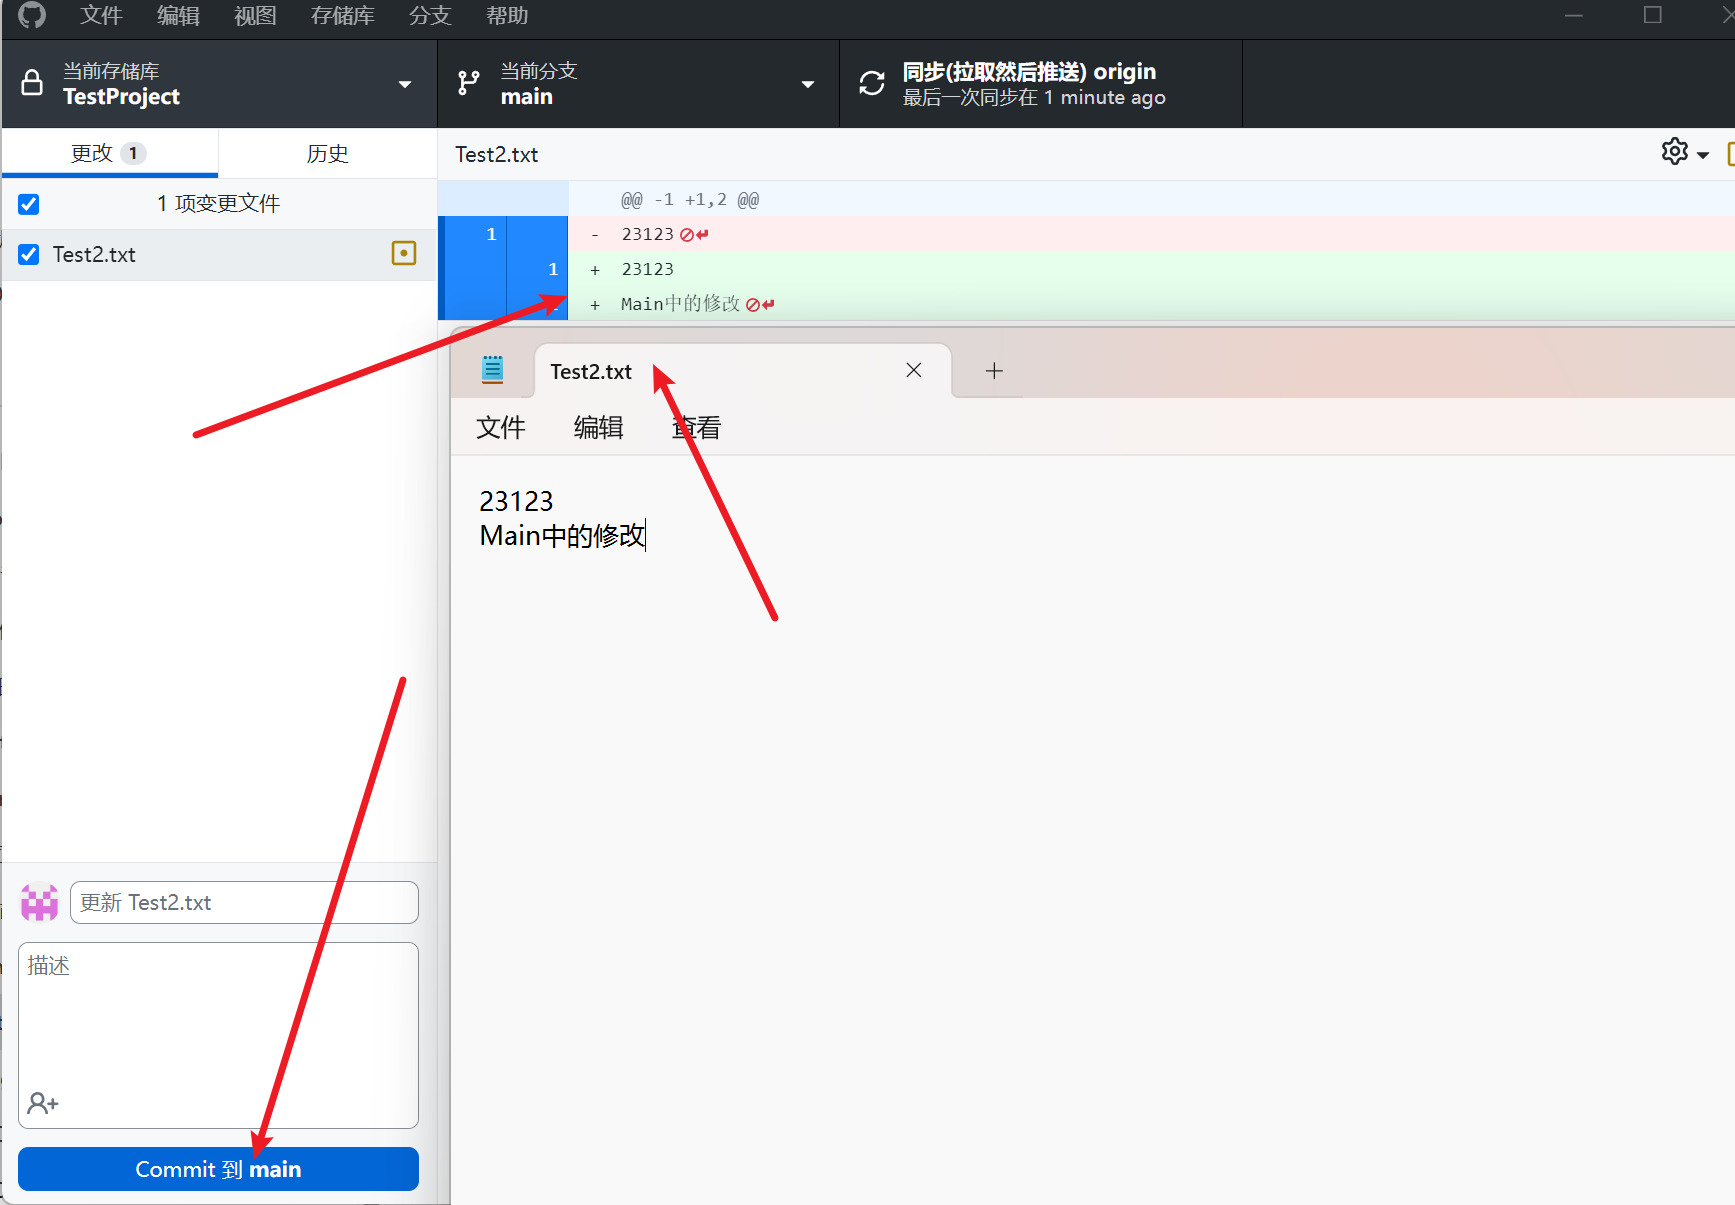 文件 编辑 视图 存储库 分支 帮助
当前存储库
TestProject
当前分支
main
同步(拉取然后推送) origin
最后一次同步在 1 minute ago
更改 1
历史
1 项变更文件
Test2.txt
Test2.txt
@@ -1 +1,2 @@
1 - 23123
1 + 23123
+ Main中的修改
Test2.txt
文件 编辑 查看
23123
Main中的修改
更新 Test2.txt
描述
Commit 到 main